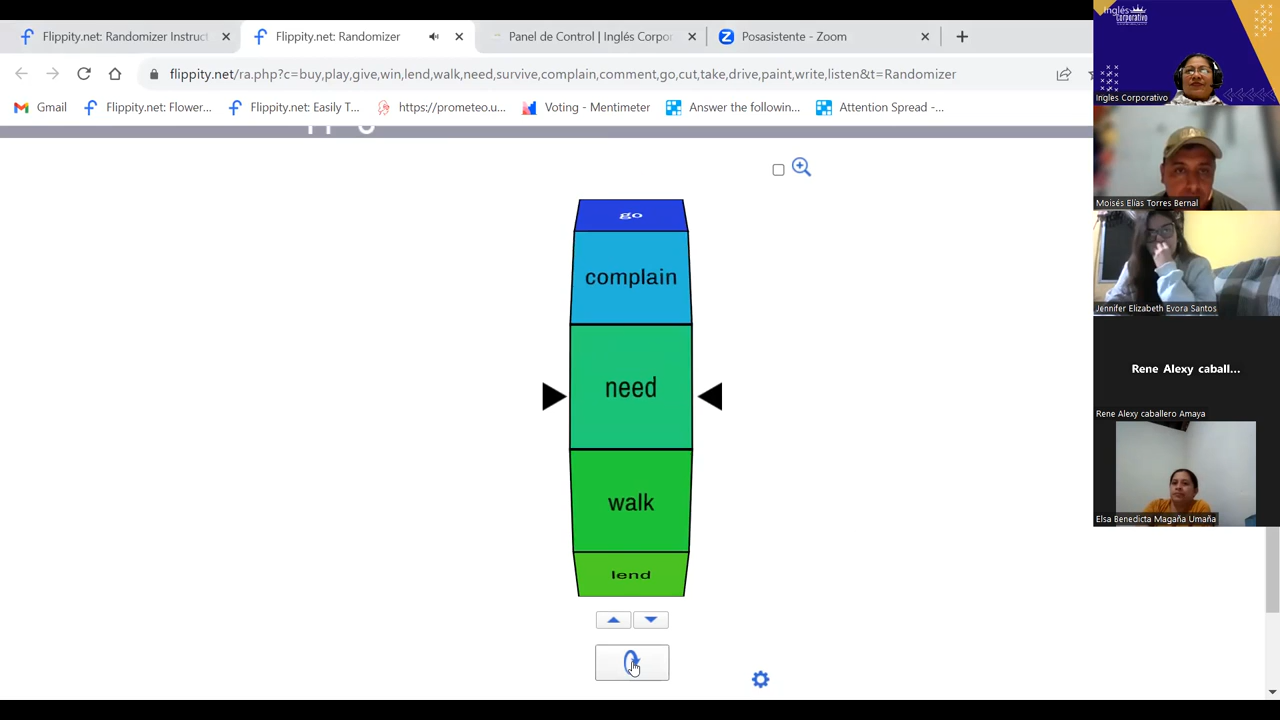 Flippity.net: Randomizer Instruct
Flippity.net: Randomizer
Panel de Control | Inglés Corpor
Posasistente - Zoom
flippity.net/ra.php?c=buy,play,give,win,lend,walk,need,survive,complain,comment,go,cut,take,drive,paint,write,listen&t=Randomizer
Gmail
Flippity.net: Flower...
Flippity.net: Easily T...
https://prometeo.u...
Voting - Mentimeter
Answer the followin...
Attention Spread -...
go
complain
need
walk
lend
Inglés
Corporativo
Ingles Corporativo
Moisés Elías Torres Bernal
Jennifer Elizabeth Evora Santos
Rene Alexy caball...
Rene Alexy caballero Amaya
Elsa Benedicta Magaña Umaña